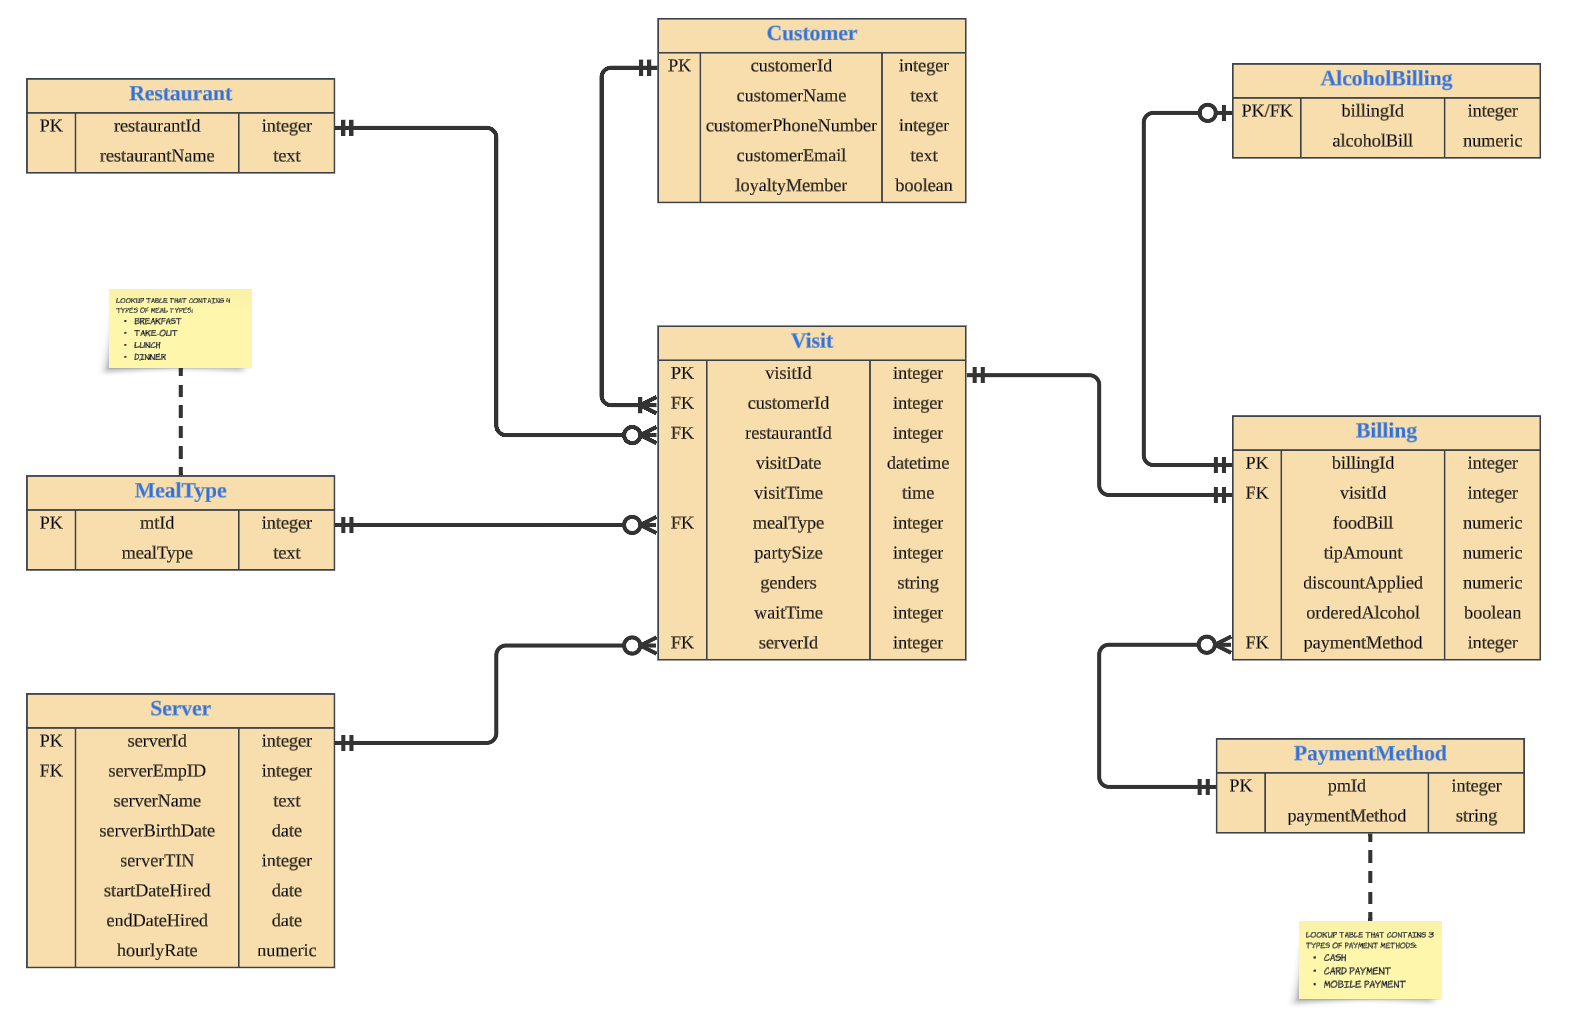 Customer
PK customerId integer
customerName text
customerPhoneNumber integer
customerEmail text
loyaltyMember boolean
Restaurant
PK restaurantId integer
restaurantName text
AlcoholBilling
PK/FK billingId integer
alcoholBill numeric
LOOKUP TABLE THAT CONTAINS 4
TYPES OF MEAL TYPES:
• BREAKFAST
• TAKE-OUT
• LUNCH
• DINNER
MealType
PK mtId integer
mealType text
Visit
PK visitId integer
FK customerId integer
FK restaurantId integer
visitDate datetime
visitTime time
FK mealType integer
partySize integer
genders string
waitTime integer
FK serverId integer
Billing
PK billingId integer
FK visitId integer
foodBill numeric
tipAmount numeric
discountApplied numeric
orderedAlcohol boolean
FK paymentMethod integer
Server
PK serverId integer
FK serverEmpID integer
serverName text
serverBirthDate date
serverTIN integer
startDateHired date
endDateHired date
hourlyRate numeric
PaymentMethod
PK pmId integer
paymentMethod string
LOOKUP TABLE THAT CONTAINS 3
TYPES OF PAYMENT METHODS:
• CASH
• CARD PAYMENT
• MOBILE PAYMENT